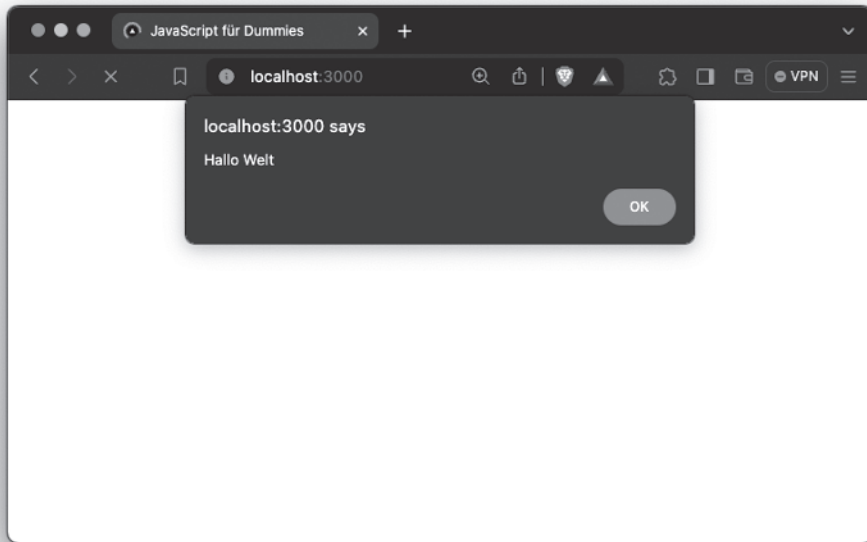 JavaScript für Dummies
localhost:3000
VPN
localhost:3000 says
Hallo Welt
OK